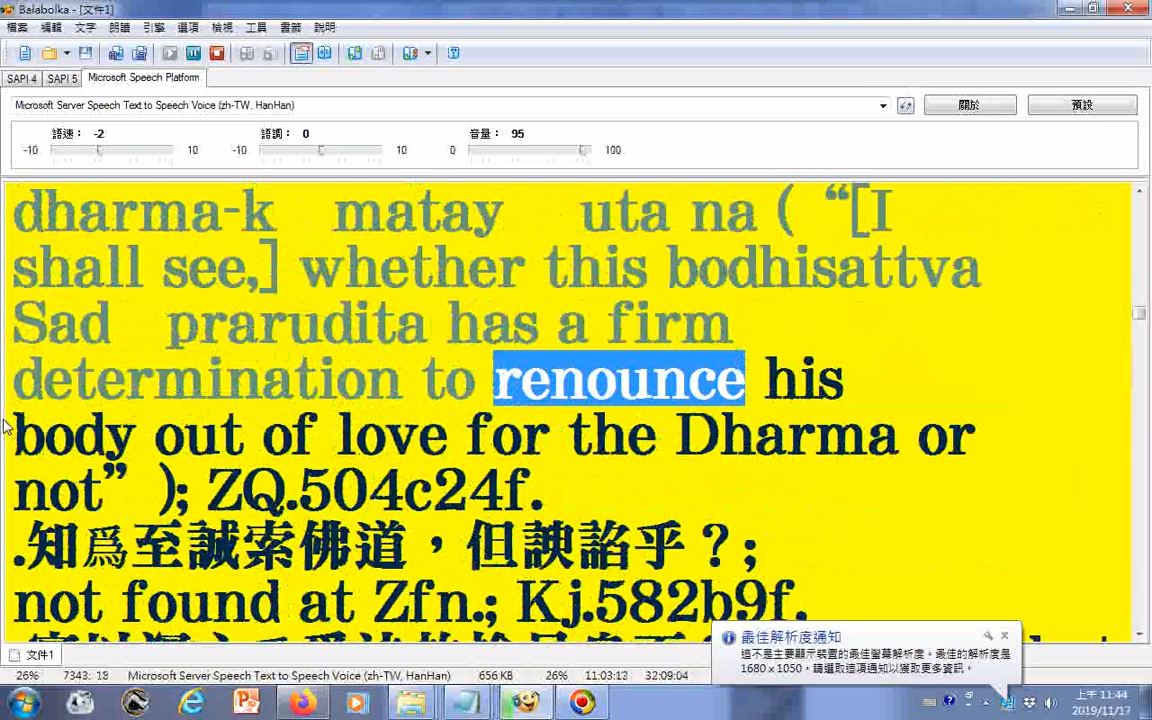 Balabolka - [文件1]
檔案 編輯 文字 朗讀 引擎 選項 檢視 工具 書籤 說明
SAPI 4 SAPI 5 Microsoft Speech Platform
Microsoft Server Speech Text to Speech Voice (zh-TW, HanHan)
關於 預設
語速： -2 語調： 0 音量： 95
-10 10 -10 10 0 100
dharma-k matay uta na ( “[I
shall see,] whether this bodhisattva
Sad prarudita has a firm
determination to renounce his
body out of love for the Dharma or
not” ); ZQ.504c24f.
.知爲至誠索佛道，但諛諂乎？;
not found at Zfn.; Kj.582b9f.
文件1
最佳解析度通知
這不是主要顯示裝置的最佳螢幕解析度。最佳的解析度是
1680 x 1050。請選取這項通知以獲取更多資訊。
26% 7343: 18 Microsoft Server Speech Text to Speech Voice (zh-TW, HanHan) 656 KB 26% 11:03:13 32:09:04
上午 11:44
2019/11/17